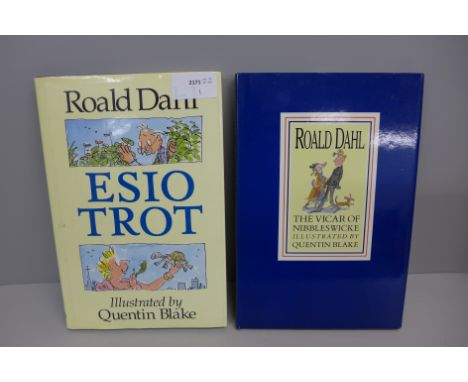 Roald Dahl
ESIO
TROT
Illustrated by
Quentin Blake
ROALD DAHL
THE VICAR OF
NIBBLESWICKE
ILLUSTRATED BY
QUENTIN BLAKE